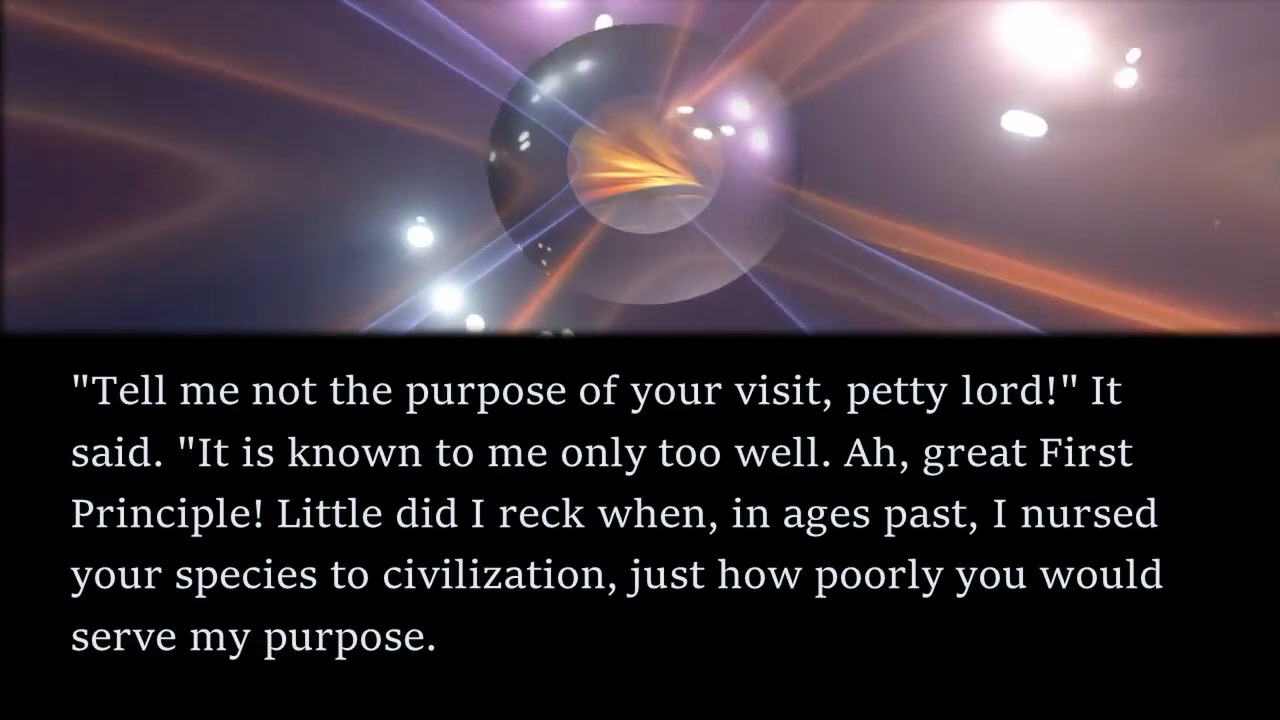 "Tell me not the purpose of your visit, petty lord!" It
said. "It is known to me only too well. Ah, great First
Principle! Little did I reck when, in ages past, I nursed
your species to civilization, just how poorly you would
serve my purpose.